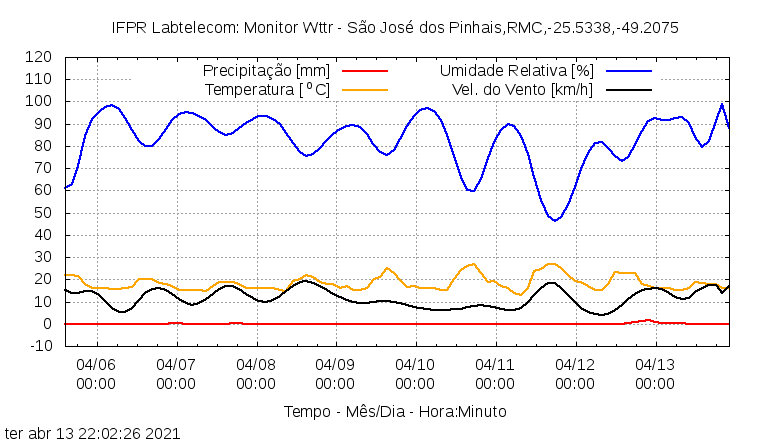 IFPR Labtelecom: Monitor Wttr - São José dos Pinhais,RMC,-25.5338,-49.2075
120
110
100
90
80
70
60
50
40
30
20
10
0
-10
Precipitação [mm]
Temperatura [⁰C]
Umidade Relativa [%]
Vel. do Vento [km/h]
04/06 04/07 04/08 04/09 04/10 04/11 04/12 04/13
00:00 00:00 00:00 00:00 00:00 00:00 00:00 00:00
Tempo - Mês/Dia - Hora:Minuto
ter abr 13 22:02:26 2021